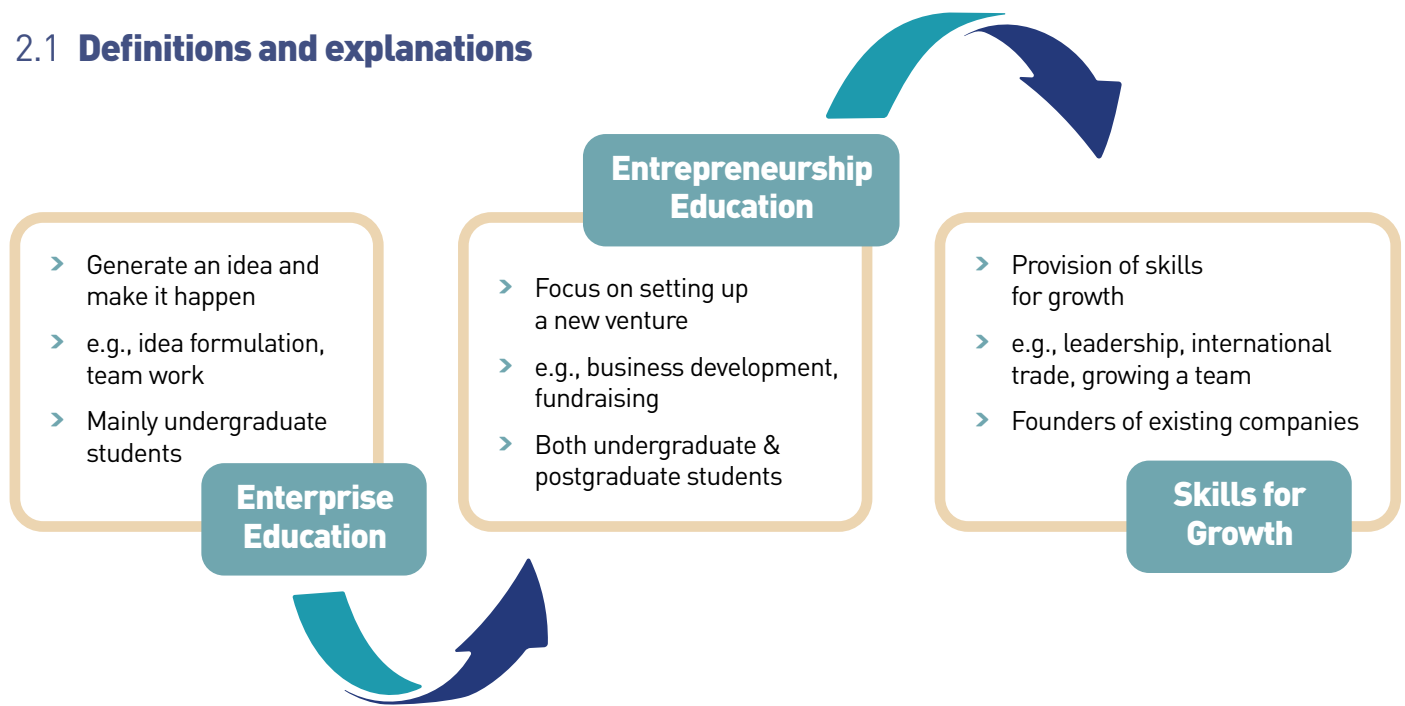 2.1 Definitions and explanations
> Generate an idea and
make it happen
> e.g., idea formulation,
team work
> Mainly undergraduate
students
Enterprise
Education
Entrepreneurship
Education
> Focus on setting up
a new venture
> e.g., business development,
fundraising
> Both undergraduate &
postgraduate students
> Provision of skills
for growth
> e.g., leadership, international
trade, growing a team
> Founders of existing companies
Skills for
Growth